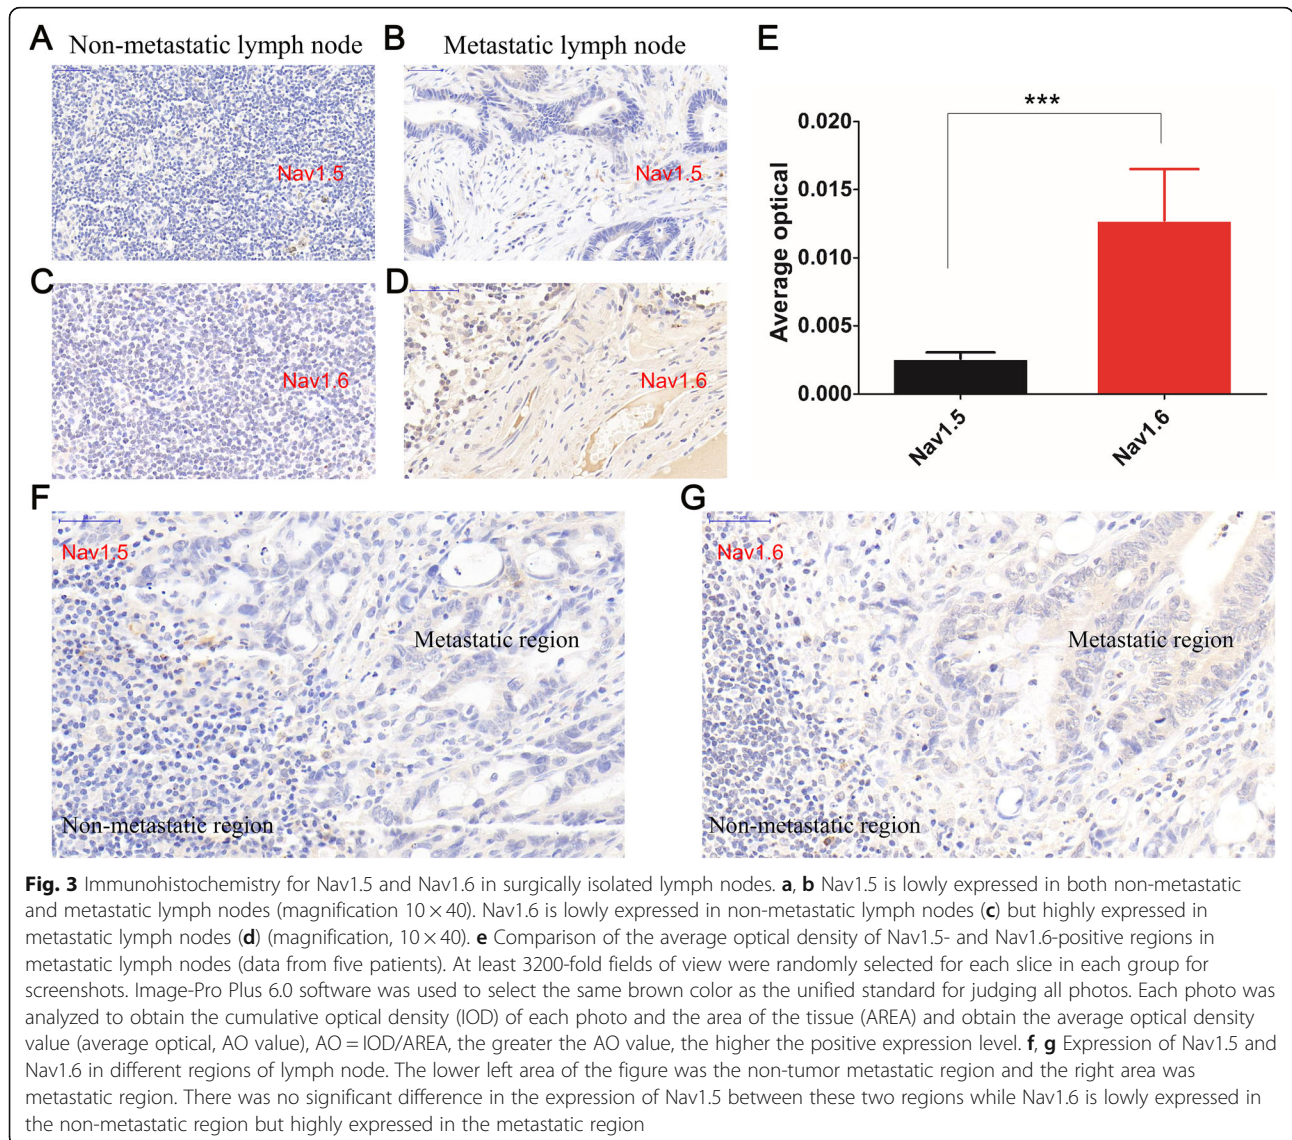 A Non-metastatic lymph node
B Metastatic lymph node
Nav1.5
Nav1.5
C
D
Nav1.6
Nav1.6
E
***
Average optical
0.020
0.015
0.010
0.005
0.000
Nav1.5
Nav1.6
F
Nav1.5
Metastatic region
Non-metastatic region
G
Nav1.6
Metastatic region
Non-metastatic region
Fig. 3 Immunohistochemistry for Nav1.5 and Nav1.6 in surgically isolated lymph nodes. a, b Nav1.5 is lowly expressed in both non-metastatic
and metastatic lymph nodes (magnification 10 × 40). Nav1.6 is lowly expressed in non-metastatic lymph nodes (c) but highly expressed in
metastatic lymph nodes (d) (magnification, 10 × 40). e Comparison of the average optical density of Nav1.5- and Nav1.6-positive regions in
metastatic lymph nodes (data from five patients). At least 3200-fold fields of view were randomly selected for each slice in each group for
screenshots. Image-Pro Plus 6.0 software was used to select the same brown color as the unified standard for judging all photos. Each photo was
analyzed to obtain the cumulative optical density (IOD) of each photo and the area of the tissue (AREA) and obtain the average optical density
value (average optical, AO value), AO = IOD/AREA, the greater the AO value, the higher the positive expression level. f, g Expression of Nav1.5 and
Nav1.6 in different regions of lymph node. The lower left area of the figure was the non-tumor metastatic region and the right area was
metastatic region. There was no significant difference in the expression of Nav1.5 between these two regions while Nav1.6 is lowly expressed in
the non-metastatic region but highly expressed in the metastatic region